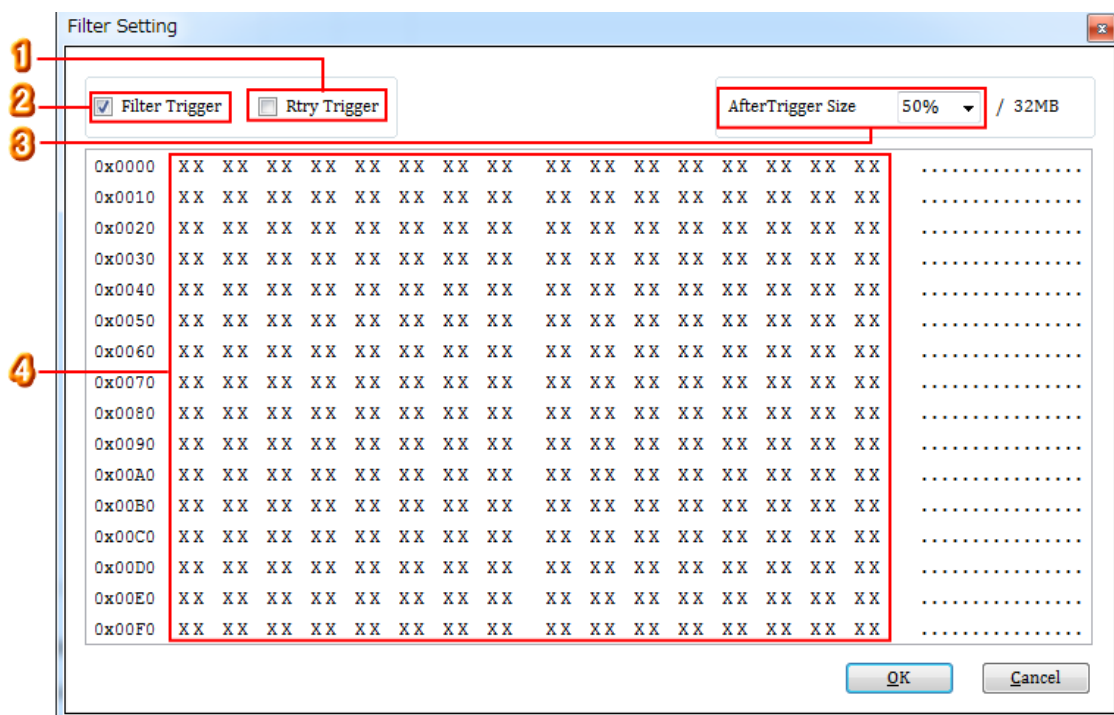 Filter Setting
1
2 Filter Trigger Rtry Trigger AfterTrigger Size 50% / 32MB
3
0x0000 XX XX XX XX XX XX XX XX XX XX XX XX XX XX XX XX ................
0x0010 XX XX XX XX XX XX XX XX XX XX XX XX XX XX XX XX ................
0x0020 XX XX XX XX XX XX XX XX XX XX XX XX XX XX XX XX ................
0x0030 XX XX XX XX XX XX XX XX XX XX XX XX XX XX XX XX ................
0x0040 XX XX XX XX XX XX XX XX XX XX XX XX XX XX XX XX ................
0x0050 XX XX XX XX XX XX XX XX XX XX XX XX XX XX XX XX ................
0x0060 XX XX XX XX XX XX XX XX XX XX XX XX XX XX XX XX ................
4
0x0070 XX XX XX XX XX XX XX XX XX XX XX XX XX XX XX XX ................
0x0080 XX XX XX XX XX XX XX XX XX XX XX XX XX XX XX XX ................
0x0090 XX XX XX XX XX XX XX XX XX XX XX XX XX XX XX XX ................
0x00A0 XX XX XX XX XX XX XX XX XX XX XX XX XX XX XX XX ................
0x00B0 XX XX XX XX XX XX XX XX XX XX XX XX XX XX XX XX ................
0x00C0 XX XX XX XX XX XX XX XX XX XX XX XX XX XX XX XX ................
0x00D0 XX XX XX XX XX XX XX XX XX XX XX XX XX XX XX XX ................
0x00E0 XX XX XX XX XX XX XX XX XX XX XX XX XX XX XX XX ................
0x00F0 XX XX XX XX XX XX XX XX XX XX XX XX XX XX XX XX ................
OK Cancel